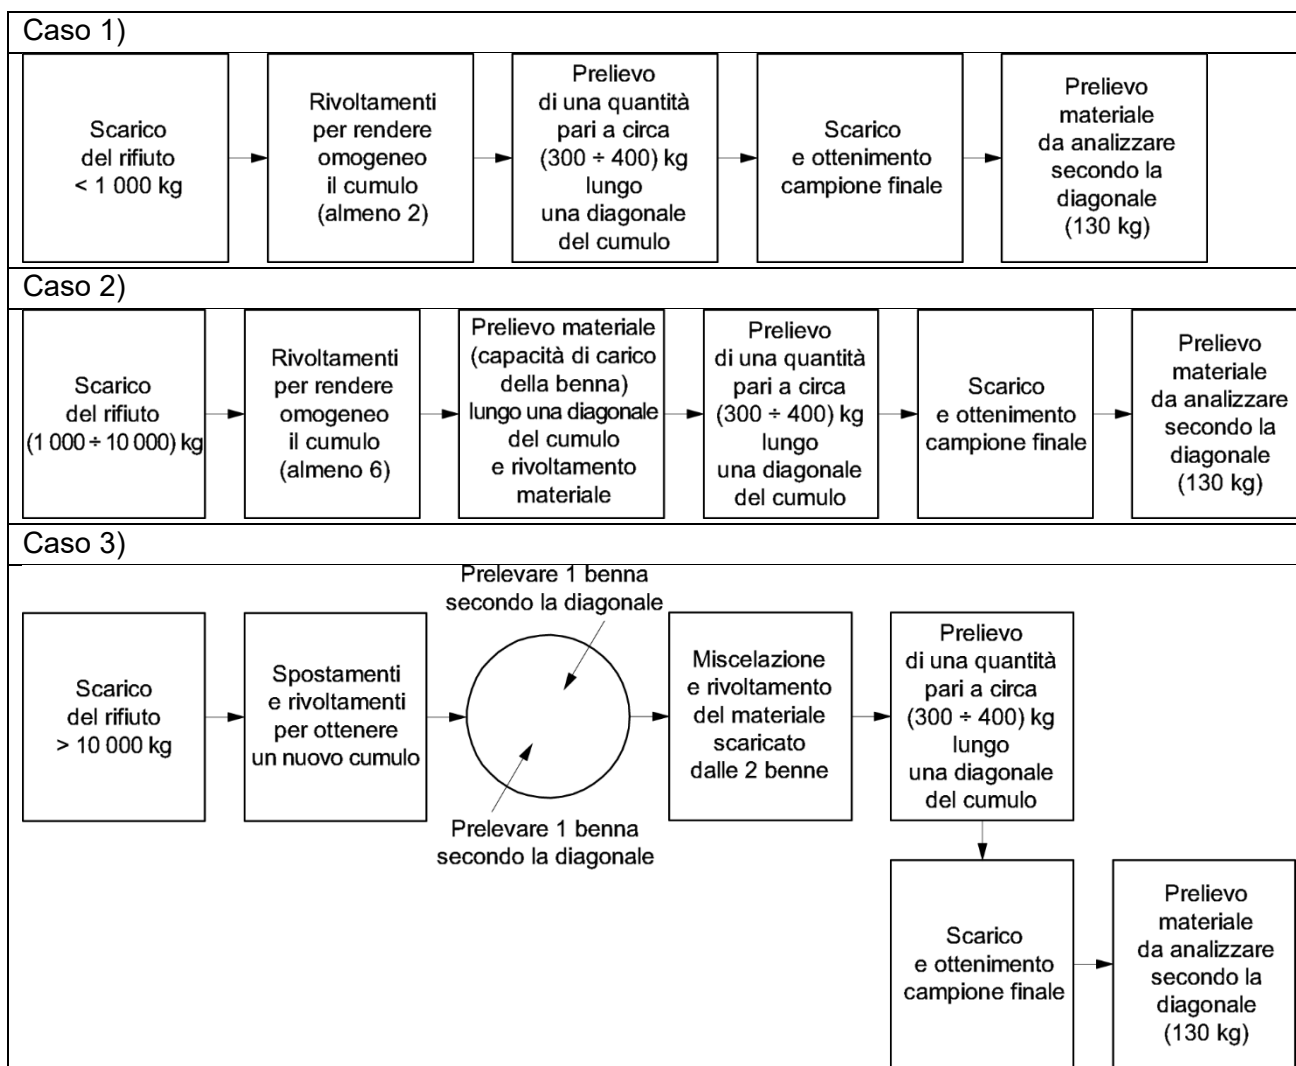 Caso 1)
Scarico
del rifiuto
< 1 000 kg
Rivoltamenti
per rendere
omogeneo
il cumulo
(almeno 2)
Prelievo
di una quantità
pari a circa
(300 ÷ 400) kg
lungo
una diagonale
del cumulo
Scarico
e ottenimento
campione finale
Prelievo
materiale
da analizzare
secondo la
diagonale
(130 kg)
Caso 2)
Scarico
del rifiuto
(1 000 ÷ 10 000) kg
Rivoltamenti
per rendere
omogeneo
il cumulo
(almeno 6)
Prelievo materiale
(capacità di carico
della benna)
lungo una diagonale
del cumulo
e rivoltamento
materiale
Prelievo
di una quantità
pari a circa
(300 ÷ 400) kg
lungo
una diagonale
del cumulo
Scarico
e ottenimento
campione finale
Prelievo
materiale
da analizzare
secondo la
diagonale
(130 kg)
Caso 3)
Scarico
del rifiuto
> 10 000 kg
Spostamenti
e rivoltamenti
per ottenere
un nuovo cumulo
Prelevare 1 benna
secondo la diagonale
Prelevare 1 benna
secondo la diagonale
Miscelazione
e rivoltamento
del materiale
scaricato
dalle 2 benne
Prelievo
di una quantità
pari a circa
(300 ÷ 400) kg
lungo
una diagonale
del cumulo
Scarico
e ottenimento
campione finale
Prelievo
materiale
da analizzare
secondo la
diagonale
(130 kg)